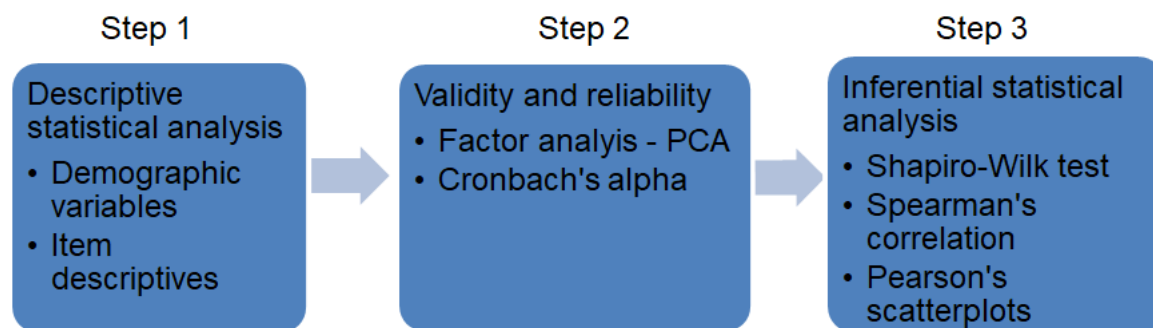 Step 1
Descriptive
statistical analysis
• Demographic
variables
• Item
descriptives
Step 2
Validity and reliability
• Factor analyis - PCA
• Cronbach's alpha
Step 3
Inferential statistical
analysis
• Shapiro-Wilk test
• Spearman's
correlation
• Pearson's
scatterplots